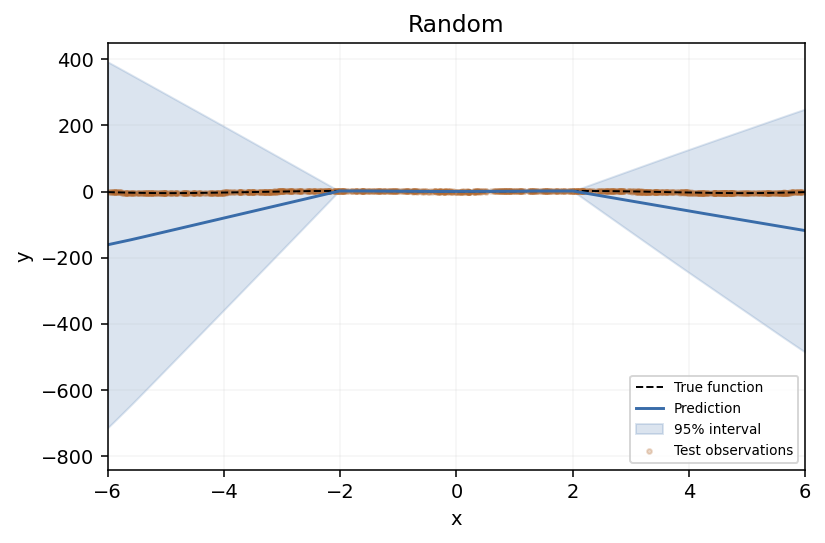 Random
400
200
0
−200
−400
−600
−800
y
−6
−4
−2
0
2
4
6
x
True function
Prediction
95% interval
Test observations